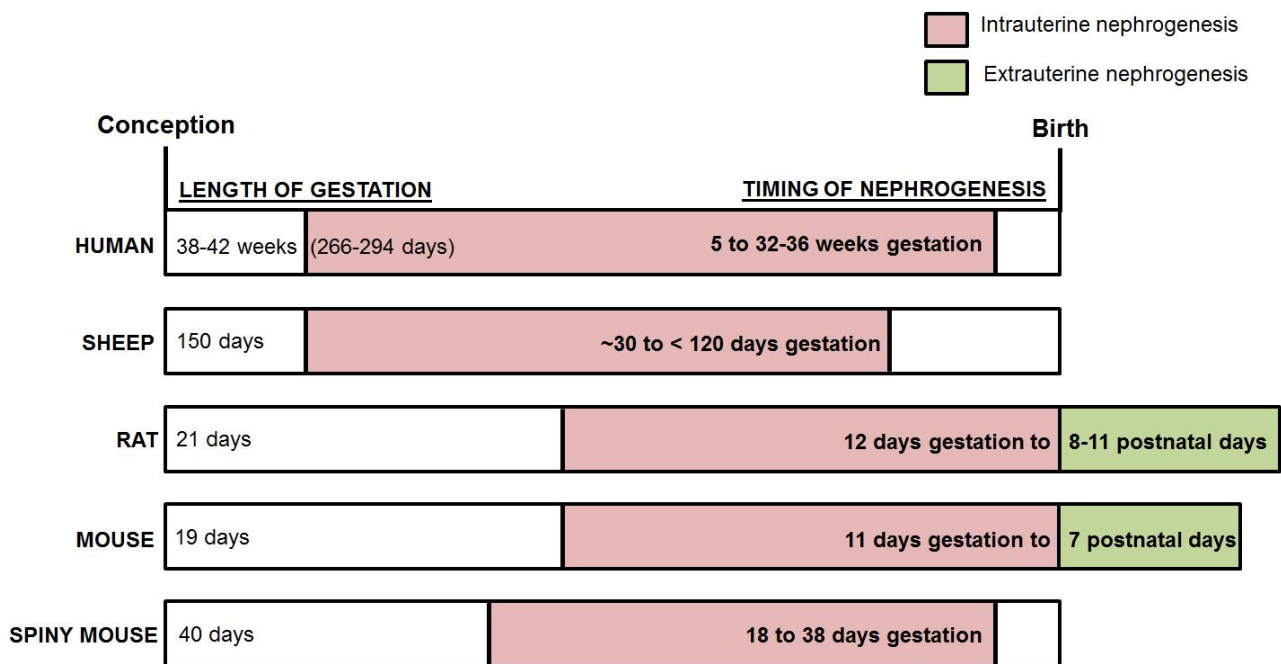 Intrauterine nephrogenesis
Extrauterine nephrogenesis
Conception
Birth
LENGTH OF GESTATION
TIMING OF NEPHROGENESIS
HUMAN
38-42 weeks (266-294 days)
5 to 32-36 weeks gestation
SHEEP
150 days
~30 to < 120 days gestation
RAT
21 days
12 days gestation to
8-11 postnatal days
MOUSE
19 days
11 days gestation to
7 postnatal days
SPINY MOUSE
40 days
18 to 38 days gestation